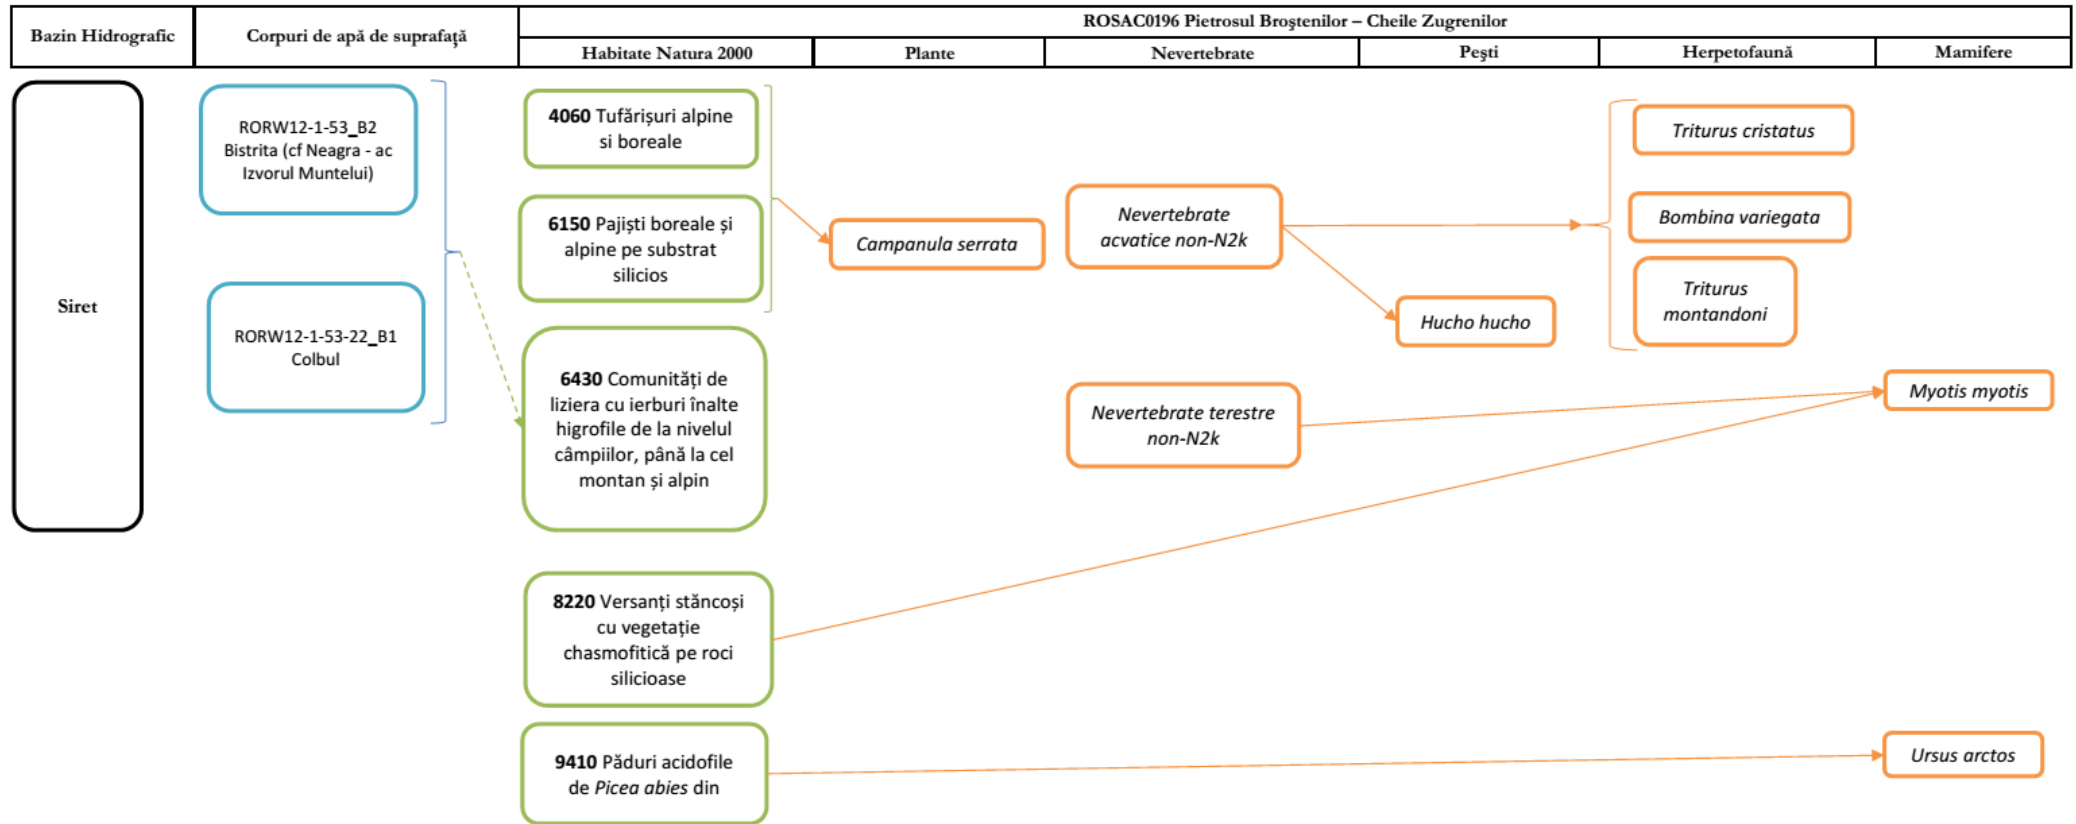 Bazin Hidrografic
Corpuri de apă de suprafață
ROSAC0196 Pietrosul Broştenilor – Cheile Zugrenilor
Habitate Natura 2000
Plante
Nevertebrate
Peşti
Herpetofaună
Mamifere
Siret
RORW12-1-53_B2
Bistrita (cf Neagra - ac
Izvorul Muntelui)
RORW12-1-53-22_B1
Colbul
4060 Tufărișuri alpine
si boreale
6150 Pajiști boreale și
alpine pe substrat
silicios
6430 Comunități de
liziera cu ierburi înalte
higrofile de la nivelul
câmpiilor, până la cel
montan și alpin
8220 Versanți stăncoși
cu vegetație
chasmofitică pe roci
silicioase
9410 Păduri acidofile
de Picea abies din
Campanula serrata
Nevertebrate
acvatice non-N2k
Nevertebrate terestre
non-N2k
Hucho hucho
Triturus cristatus
Bombina variegata
Triturus
montandoni
Myotis myotis
Ursus arctos